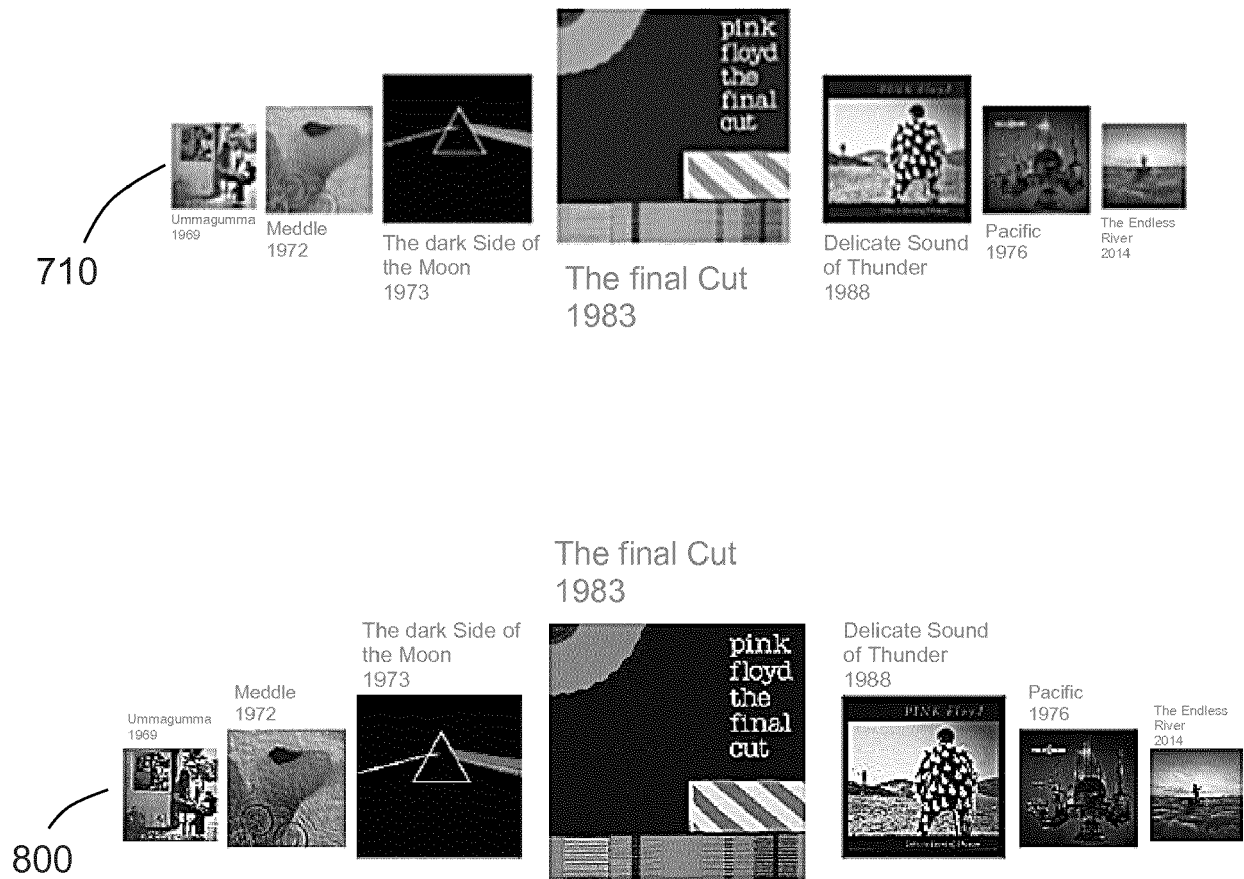 pink
floyd
the
final
cut
PINK Floyd
Ummagumma
1969
Meddle
1972
The dark Side of
the Moon
1973
The final Cut
1983
Delicate Sound
of Thunder
1988
Pacific
1976
The Endless
River
2014
710
The final Cut
1983
The dark Side of
the Moon
1973
Delicate Sound
of Thunder
1988
Meddle
1972
Pacific
1976
Ummagumma
1969
The Endless
River
2014
pink
floyd
the
final
cut
PINK Floyd
800